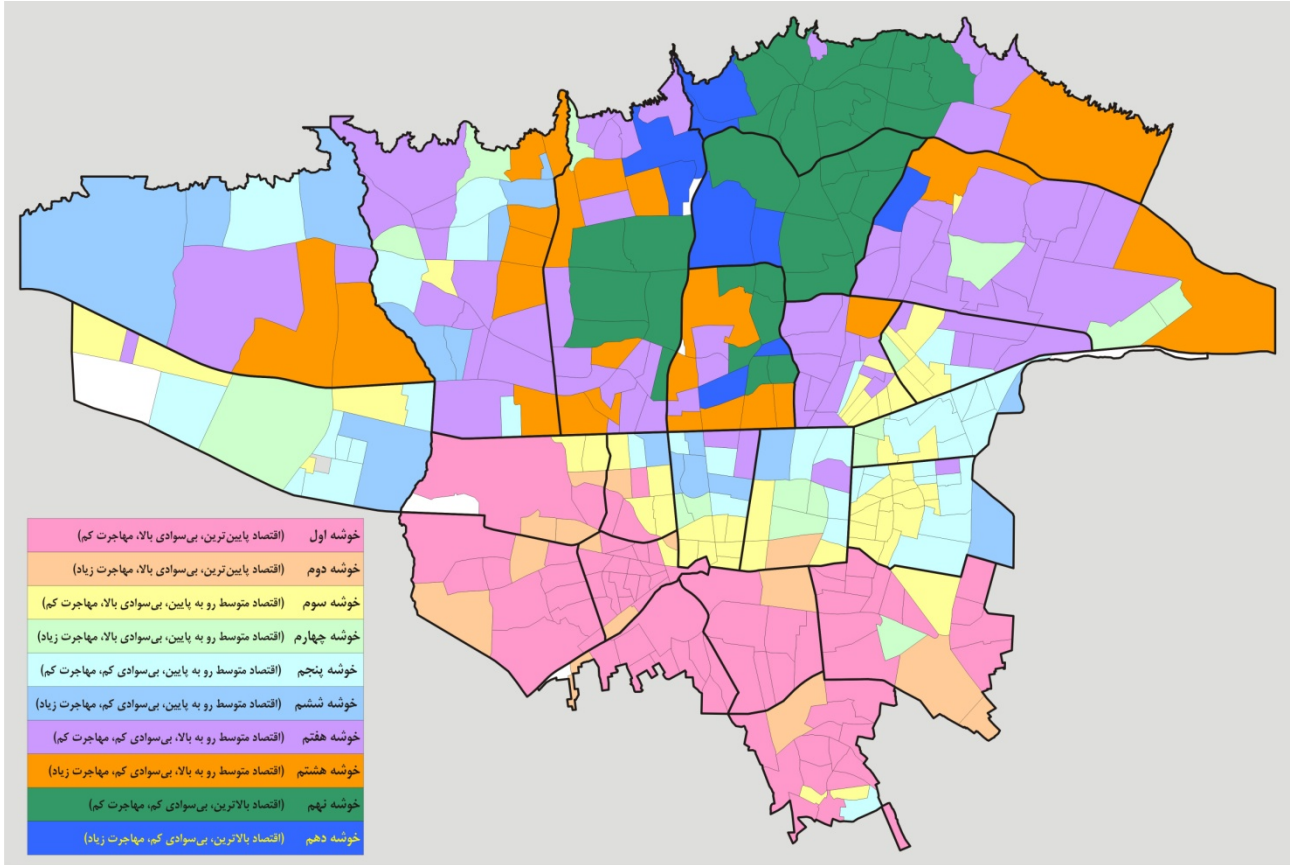 خوشه اول (اقتصاد پایین‌ترین، بی‌سوادی بالا، مهاجرت کم)
خوشه دوم (اقتصاد پایین‌ترین، بی‌سوادی بالا، مهاجرت زیاد)
خوشه سوم (اقتصاد متوسط رو به پایین، بی‌سوادی بالا، مهاجرت کم)
خوشه چهارم (اقتصاد متوسط رو به پایین، بی‌سوادی بالا، مهاجرت زیاد)
خوشه پنجم (اقتصاد متوسط رو به پایین، بی‌سوادی کم، مهاجرت کم)
خوشه ششم (اقتصاد متوسط رو به پایین، بی‌سوادی کم، مهاجرت زیاد)
خوشه هفتم (اقتصاد متوسط رو به بالا، بی‌سوادی کم، مهاجرت کم)
خوشه هشتم (اقتصاد متوسط رو به بالا، بی‌سوادی کم، مهاجرت زیاد)
خوشه نهم (اقتصاد بالاترین، بی‌سوادی کم، مهاجرت کم)
خوشه دهم (اقتصاد بالاترین، بی‌سوادی کم، مهاجرت زیاد)